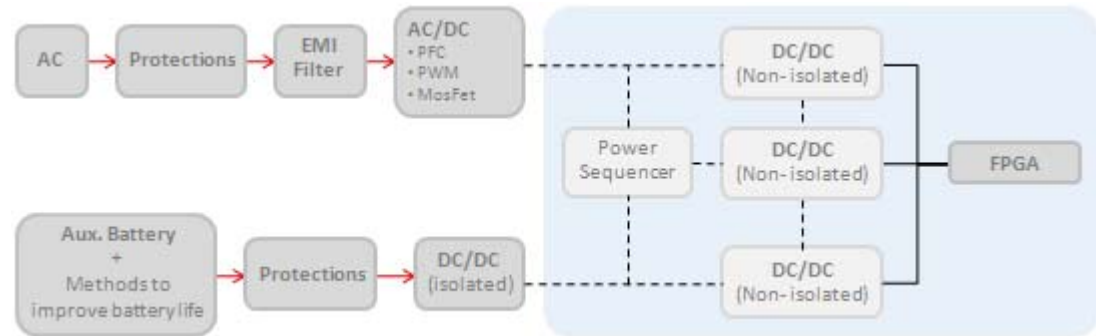 AC
Protections
EMI
Filter
AC/DC
• PFC
• PWM
• MosFet
DC/DC
(Non-isolated)
Power
Sequencer
DC/DC
(Non-isolated)
FPGA
Aux. Battery
+
Methods to
improve battery life
Protections
DC/DC
(isolated)
DC/DC
(Non-isolated)